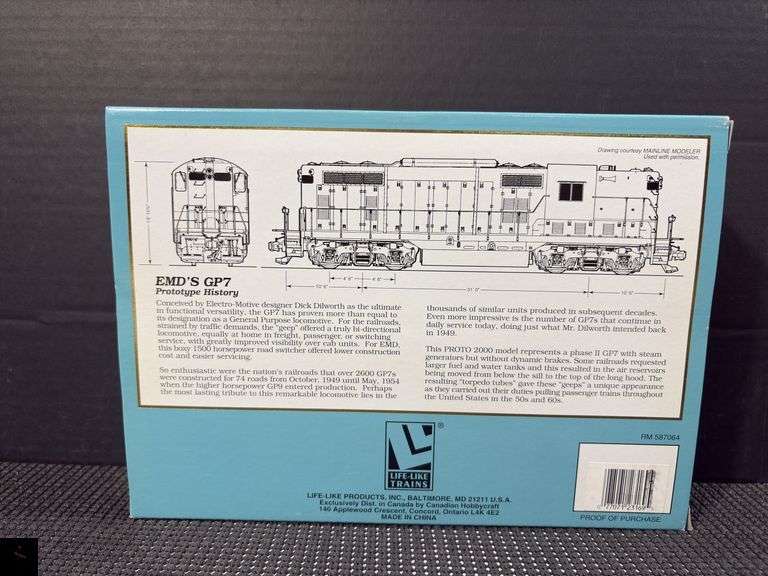 Drawing courtesy MAINLINE MODELER
Used with permission.
EMD'S GP7
Prototype History
Conceived by Electro-Motive designer Dick Dilworth as the ultimate
in functional versatility, the GP7 has proven more than equal to
its designation as a General Purpose locomotive. For the railroads,
strained by traffic demands, the "geep" offered a truly bi-directional
locomotive, equally at home in freight, passenger, or switching
service, with greatly improved visibility over cab units. For EMD,
this boxy 1500 horsepower road switcher offered lower construction
cost and easier servicing.
So enthusiastic were the nation's railroads that over 2600 GP7s
were constructed for 74 roads from October, 1949 until May, 1954
when the higher horsepower GP9 entered production. Perhaps
the most lasting tribute to this remarkable locomotive lies in the
thousands of similar units produced in subsequent decades.
Even more impressive is the number of GP7s that continue in
daily service today, doing just what Mr. Dilworth intended back
in 1949.
This PROTO 2000 model represents a phase II GP7 with steam
generators but without dynamic brakes. Some railroads requested
larger fuel and water tanks and this resulted in the air reservoirs
being moved from below the sill to the top of the long hood. The
resulting "torpedo tubes" gave these "geeps" a unique appearance
as they carried out their duties pulling passenger trains throughout
the United States in the 50s and 60s.
LIFE-LIKE
TRAINS
®
LIFE-LIKE PRODUCTS, INC., BALTIMORE, MD 21211 U.S.A.
Exclusively Dist. in Canada by Canadian Hobbycraft
140 Applewood Crescent, Concord, Ontario L4K 4E2
MADE IN CHINA
RM 587064
PROOF OF PURCHASE